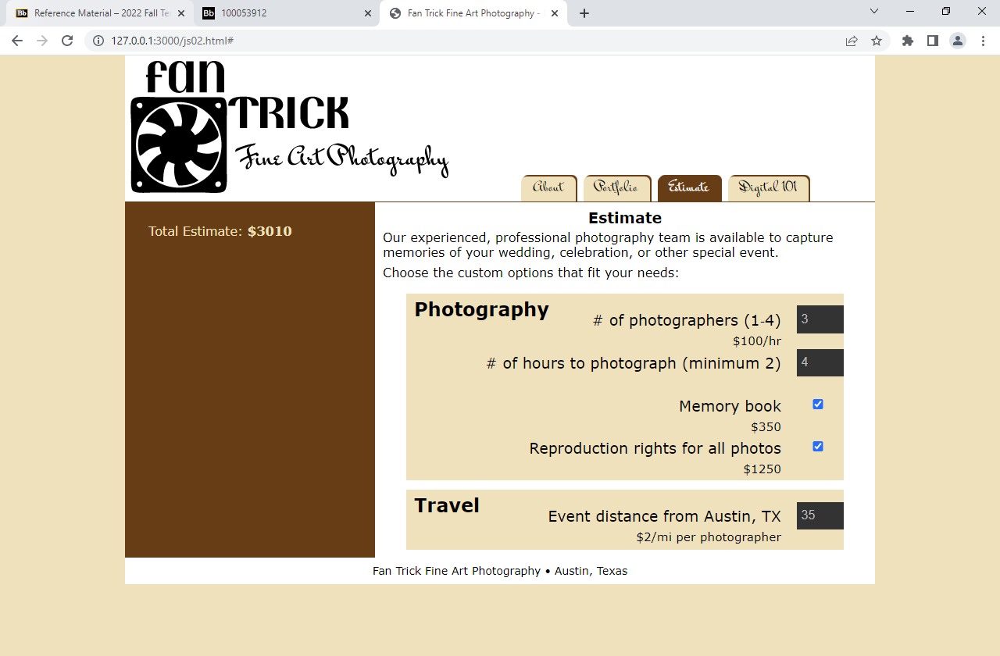 Reference Material – 2022 Fall Te
100053912
Fan Trick Fine Art Photography -
127.0.0.1:3000/js02.html#
fan
TRICK
Fine Art Photography
About
Portfolio
Estimate
Digital 101
Total Estimate: $3010
Estimate
Our experienced, professional photography team is available to capture
memories of your wedding, celebration, or other special event.
Choose the custom options that fit your needs:
Photography
# of photographers (1-4)
3
$100/hr
# of hours to photograph (minimum 2)
4
Memory book
$350
Reproduction rights for all photos
$1250
Travel
Event distance from Austin, TX
35
$2/mi per photographer
Fan Trick Fine Art Photography • Austin, Texas